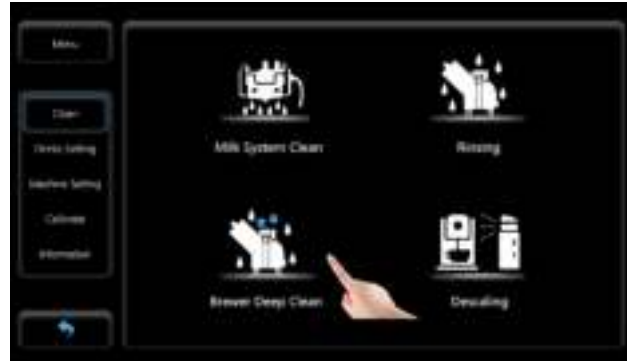 Menu
Clean
Drinks Setting
Machine Setting
Calibrate
Information
Milk System Clean
Rinsing
Brewer Deep Clean
Descaling